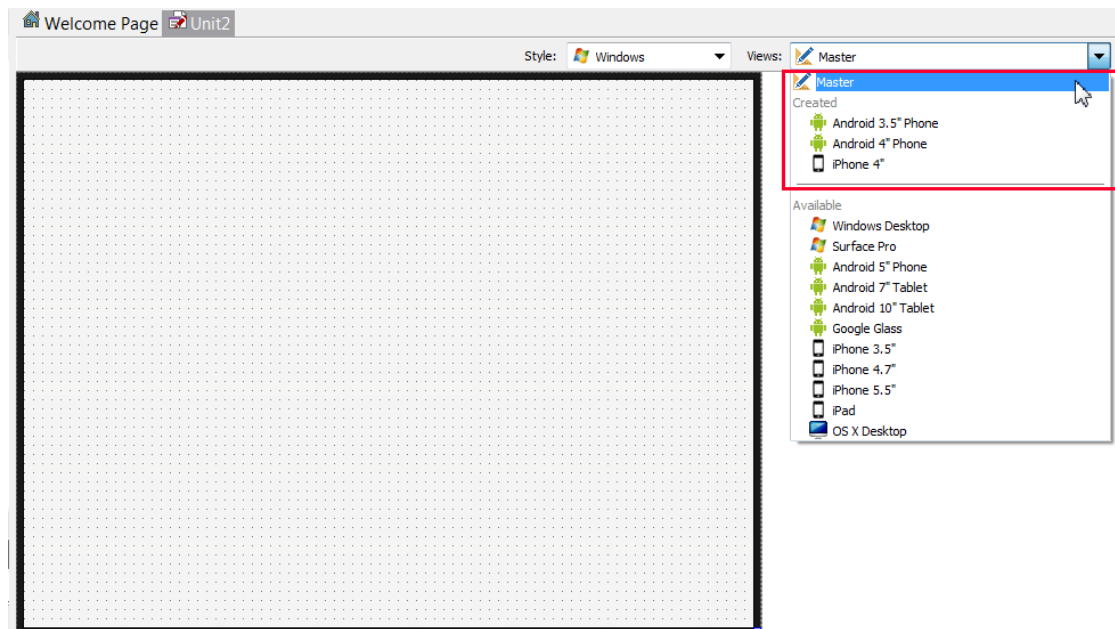 Welcome Page Unit2
Style: Windows Views: Master
Master
Created
Android 3.5" Phone
Android 4" Phone
iPhone 4"
Available
Windows Desktop
Surface Pro
Android 5" Phone
Android 7" Tablet
Android 10" Tablet
Google Glass
iPhone 3.5"
iPhone 4.7"
iPhone 5.5"
iPad
OS X Desktop